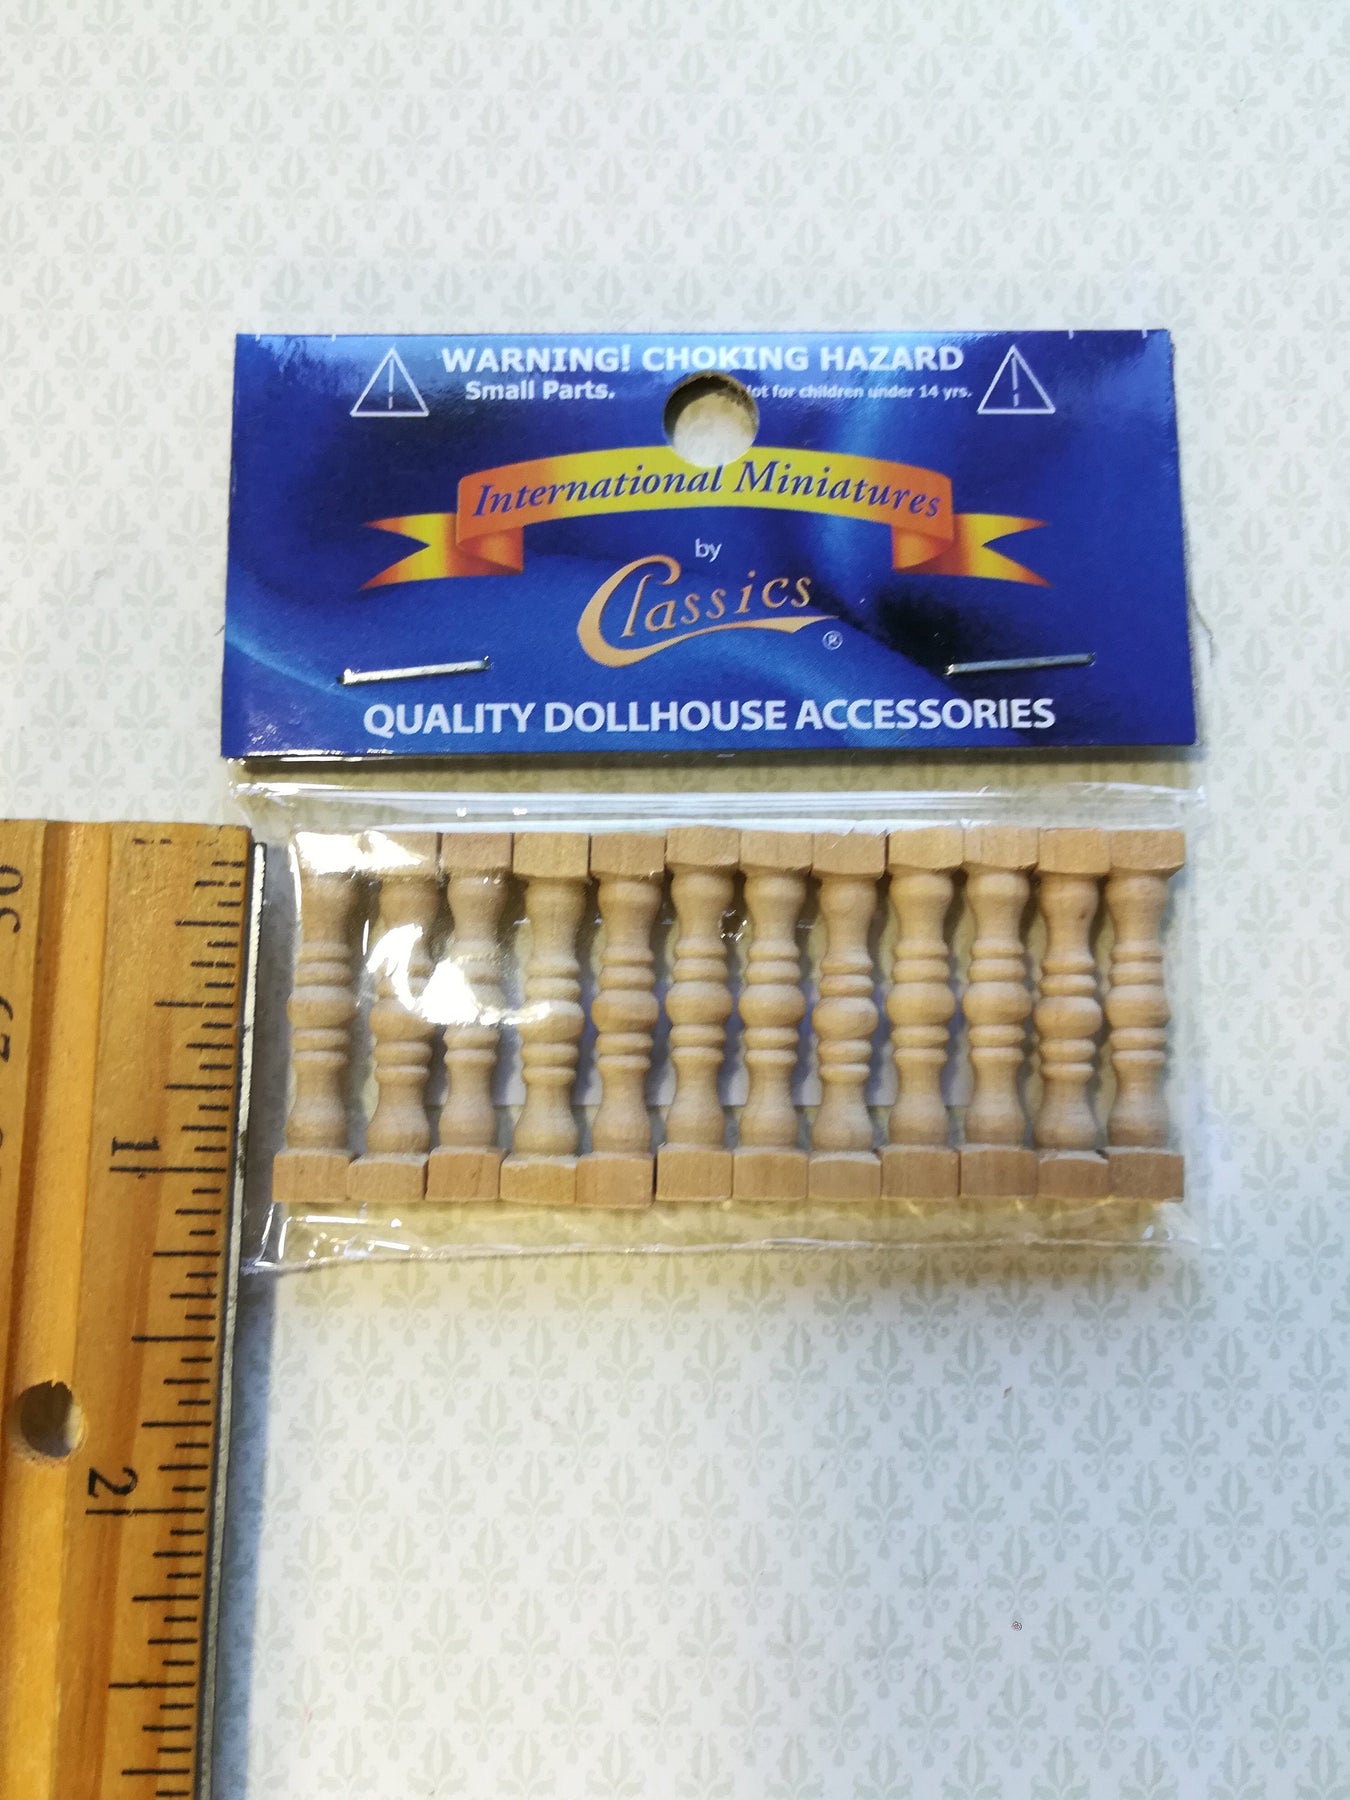 WARNING! CHOKING HAZARD
Small Parts. Not for children under 14 yrs.
International Miniatures
by
Classics®
QUALITY DOLLHOUSE ACCESSORIES
1
2